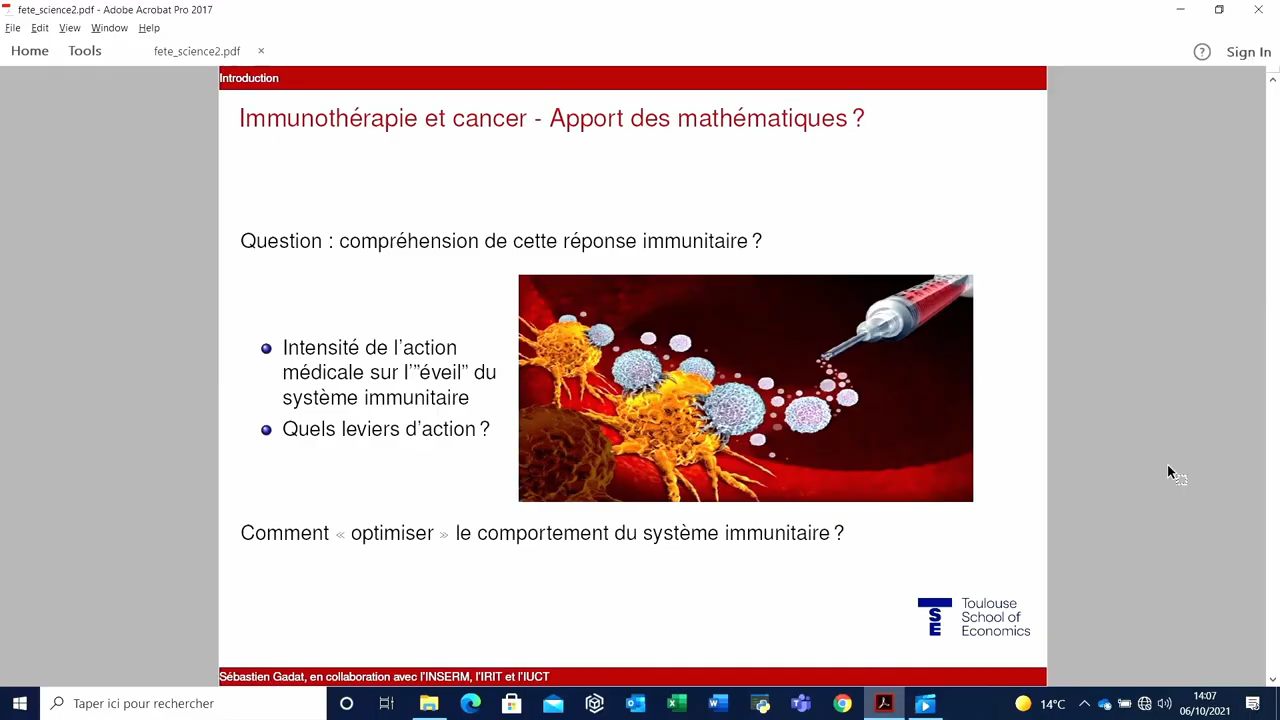 fete_science2.pdf - Adobe Acrobat Pro 2017
File Edit View Window Help
Home Tools fete_science2.pdf × ? Sign In
Introduction
Immunothérapie et cancer - Apport des mathématiques ?
Question : compréhension de cette réponse immunitaire ?
Intensité de l'action
médicale sur l'"éveil" du
système immunitaire
Quels leviers d'action ?
Comment « optimiser » le comportement du système immunitaire ?
TSE
Toulouse
School of
Economics
Sébastien Gadat, en collaboration avec l'INSERM, l'IRIT et l'IUCT
Taper ici pour rechercher
14°C
14:07
06/10/2021